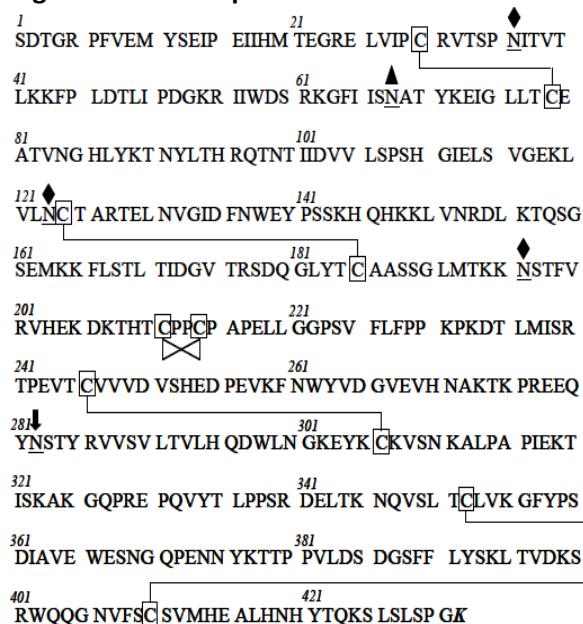 1 21
SDTGR PFVEM YSEIP EIIHM TEGRE LVIPC RVTSP NITVT
41 61
LKKFP LDTLI PDGKR IIWDS RKGFI ISNAT YKEIG LLTCE
81 101
ATVNG HLYKT NYLTH RQTNT IIDVV LSPSH GIELS VGEKL
121 141
VLNCT ARTEL NVGID FNWEY PSSKH QHKKL VNRDL KTQSG
161 181
SEMKK FLSTL TIDGV TRSDQ GLYTC AASSG LMTKK NSTFV
201 221
RVHEK DKTHT CPPCP APELL GGPSV FLFPP KPKDT LMISR
241 261
TPEVT CVVVD VSHED PEVKF NWYVD GVEVH NAKTK PREEQ
281 301
YNSTY RVVSV LTVLH QDWLN GKEYK CKVSN KALPA PIEKT
321 341
ISKAK GQPRE PQVYT LPPSR DELTK NQVSL TCLVK GFYPS
361 381
DIAVE WESNG QPENN YKTTP PVLDS DGSFF LYSKL TVDKS
401 421
RWQQG NVFSC SVMHE ALHNH YTQKS LSLSP GK